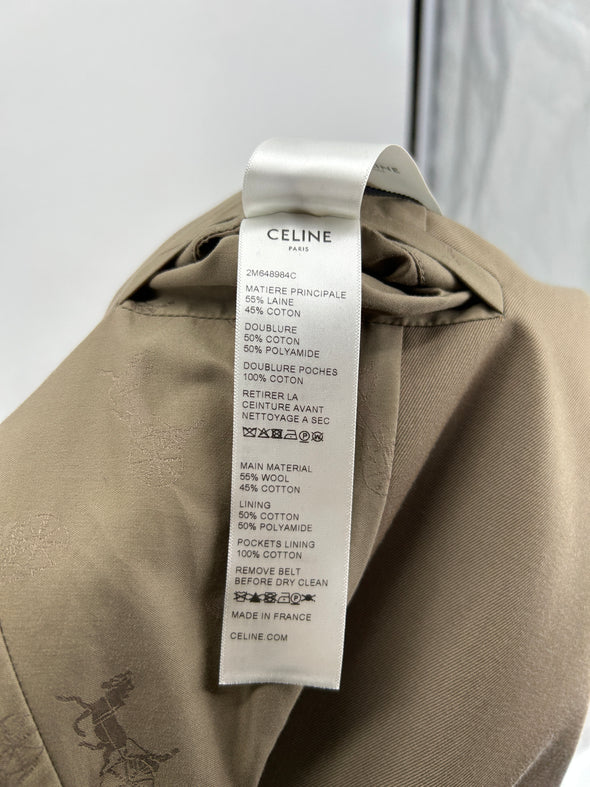 CELINE
PARIS
2M648984C
MATIERE PRINCIPALE
55% LAINE
45% COTON
DOUBLURE
50% COTON
50% POLYAMIDE
DOUBLURE POCHES
100% COTON
RETIRER LA
CEINTURE AVANT
NETTOYAGE A SEC
MAIN MATERIAL
55% WOOL
45% COTTON
LINING
50% COTTON
50% POLYAMIDE
POCKETS LINING
100% COTTON
REMOVE BELT
BEFORE DRY CLEAN
MADE IN FRANCE
CELINE.COM